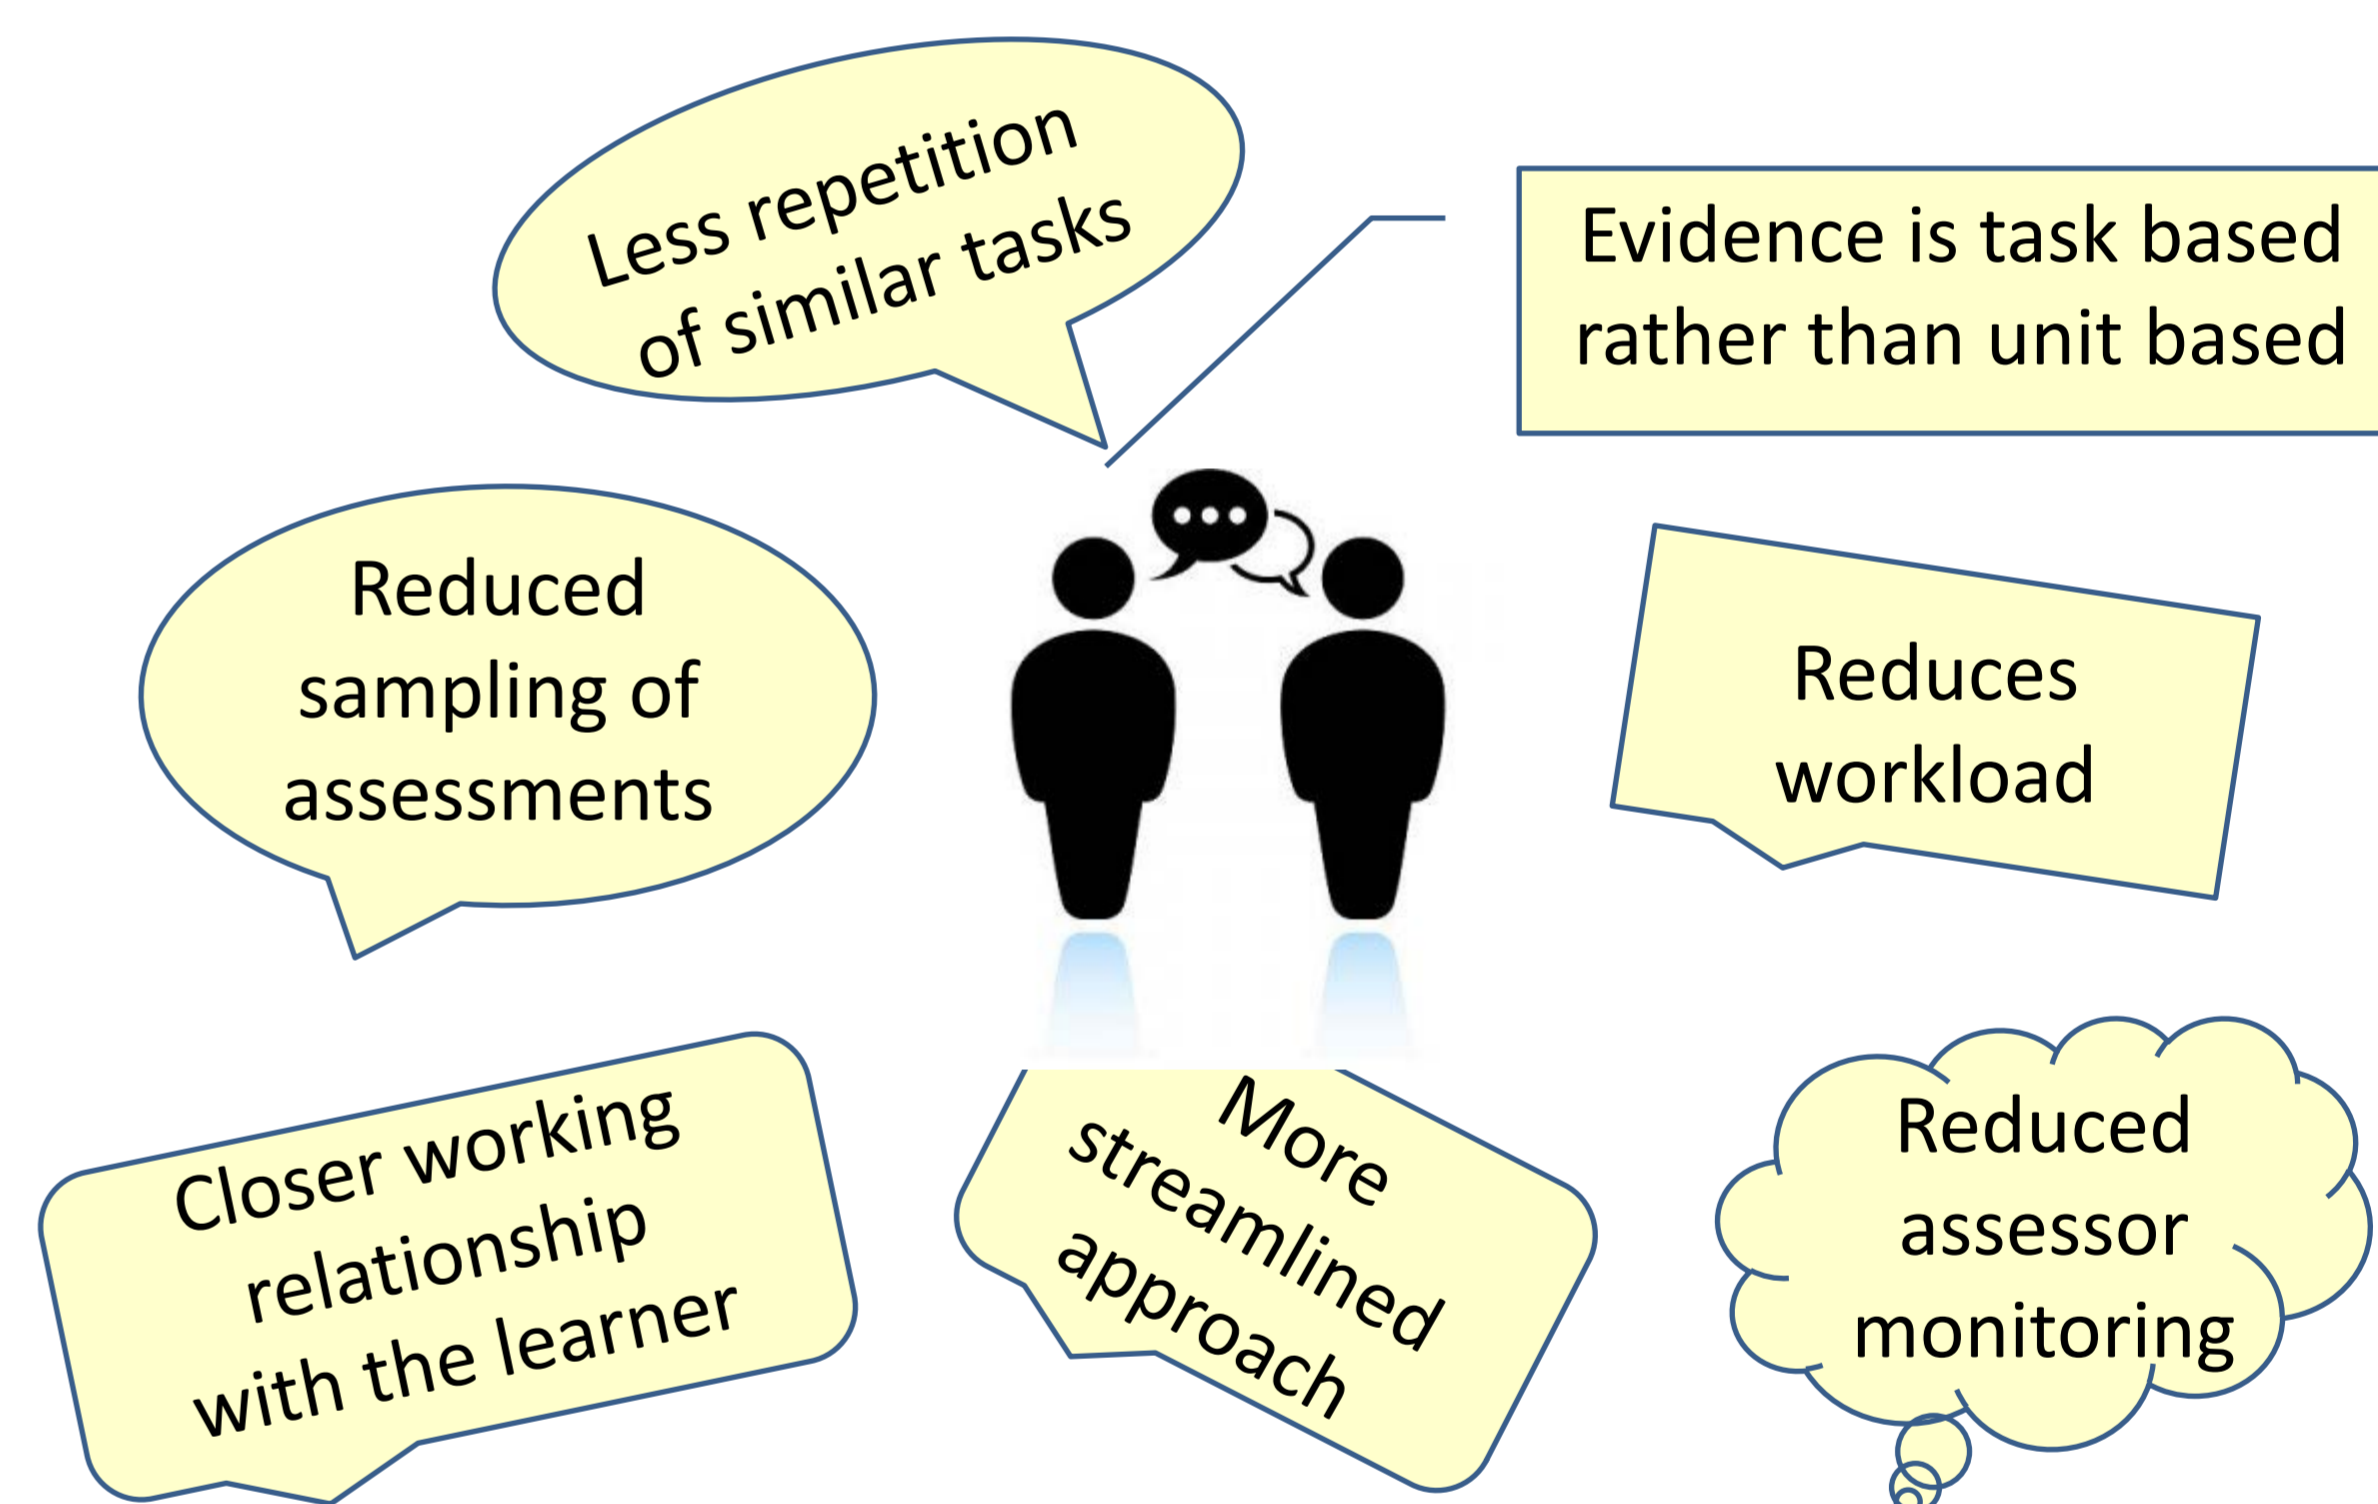 Less repetition
of similar tasks
Evidence is task based
rather than unit based
Reduced
sampling of
assessments
Reduces
workload
Closer working
relationship
with the learner
More
streamlined
approach
Reduced
assessor
monitoring